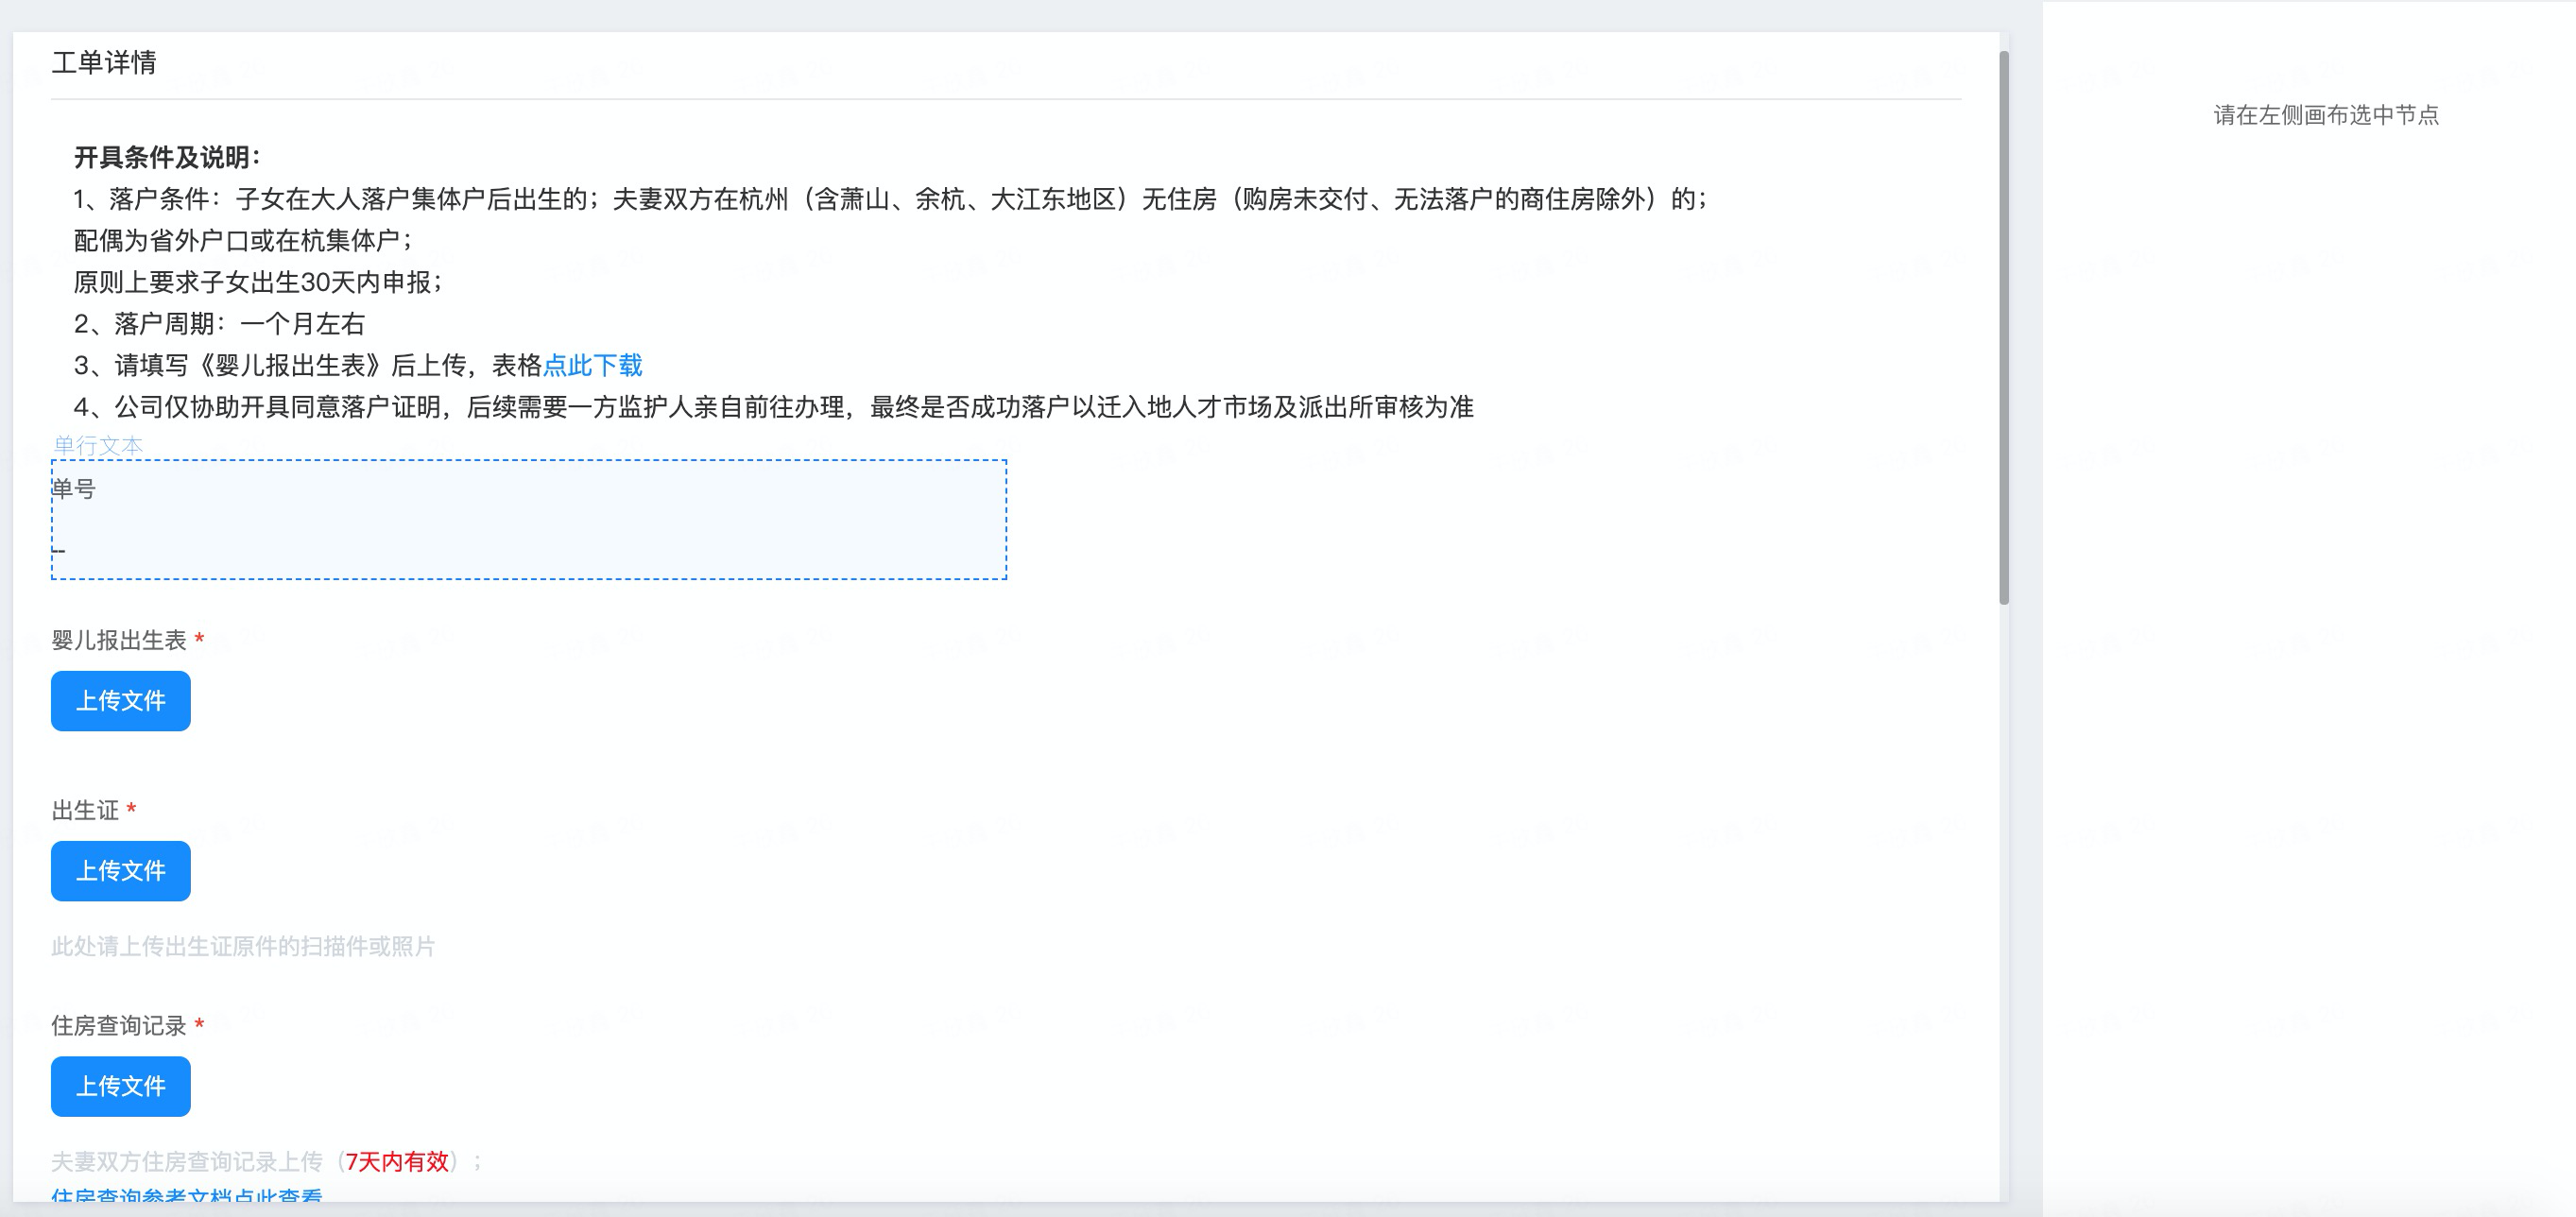 工单详情
请在左侧画布选中节点
开具条件及说明：
1、落户条件：子女在大人落户集体户后出生的；夫妻双方在杭州（含萧山、余杭、大江东地区）无住房（购房未交付、无法落户的商住房除外）的；
配偶为省外户口或在杭集体户；
原则上要求子女出生30天内申报；
2、落户周期：一个月左右
3、请填写《婴儿报出生表》后上传，表格点此下载
4、公司仅协助开具同意落户证明，后续需要一方监护人亲自前往办理，最终是否成功落户以迁入地人才市场及派出所审核为准
单行文本
单号
--
婴儿报出生表 *
上传文件
出生证 *
上传文件
此处请上传出生证原件的扫描件或照片
住房查询记录 *
上传文件
夫妻双方住房查询记录上传（7天内有效）；
住房查询参考文档点此查看